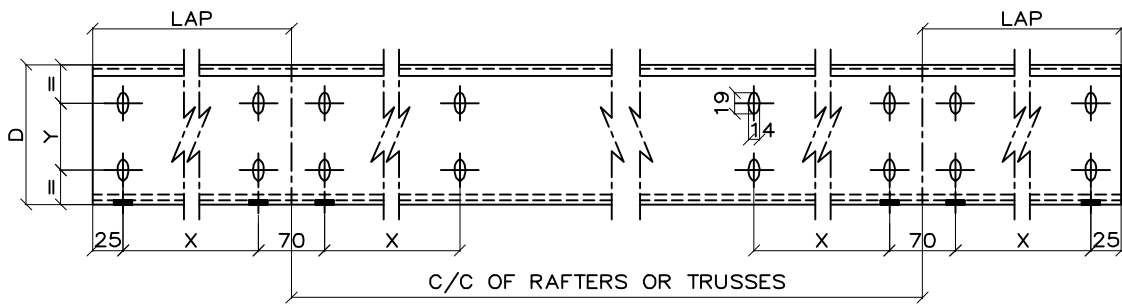 LAP LAP
= 19
D Y 14
=
25 X 70 X X 70 X 25
C/C OF RAFTERS OR TRUSSES